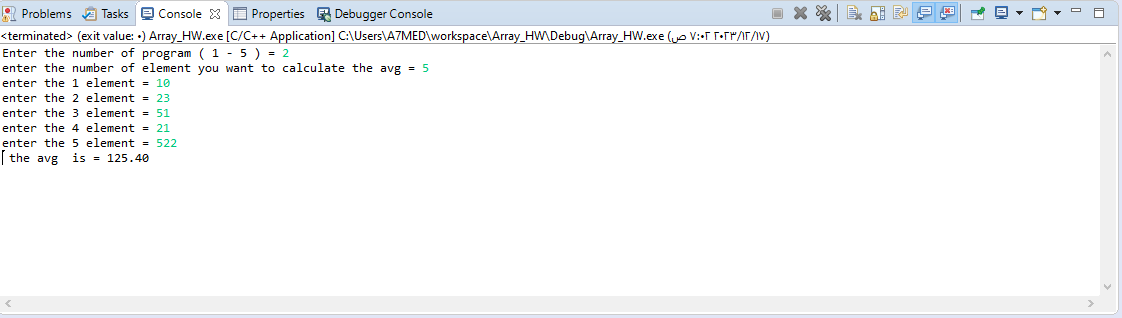 Problems Tasks Console Properties Debugger Console
<terminated> (exit value: ٠) Array_HW.exe [C/C++ Application] C:\Users\A7MED\workspace\Array_HW\Debug\Array_HW.exe (٢٠٢٣/١٢/١٧ ٧:٠٢ ص)
Enter the number of program ( 1 - 5 ) = 2
enter the number of element you want to calculate the avg = 5
enter the 1 element = 10
enter the 2 element = 23
enter the 3 element = 51
enter the 4 element = 21
enter the 5 element = 522
the avg  is = 125.40